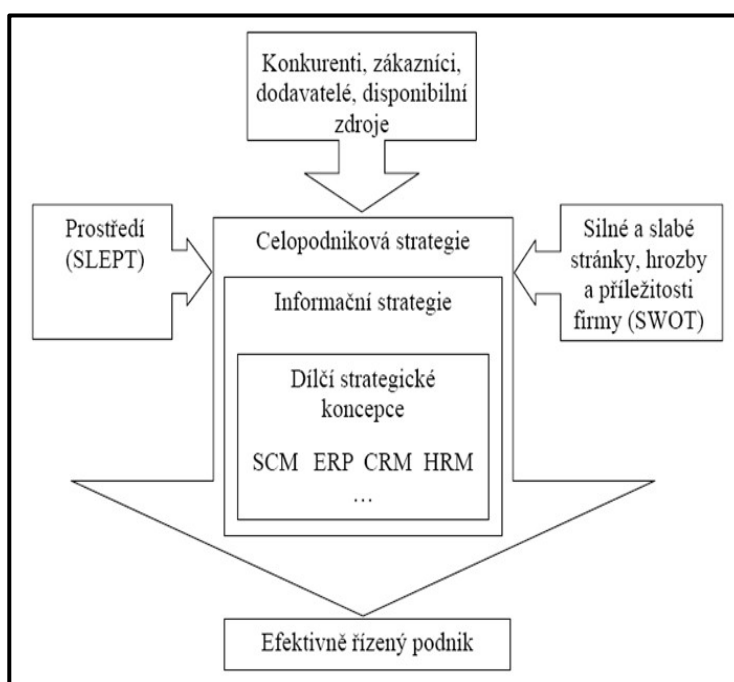 Konkurenti, zákazníci,
dodavatelé, disponibilní
zdroje
Prostředí
(SLEPT)
Celopodniková strategie
Silné a slabé
stránky, hrozby
a příležitosti
firmy (SWOT)
Informační strategie
Dílčí strategické
koncepce
SCM ERP CRM HRM
…
Efektivně řízený podnik